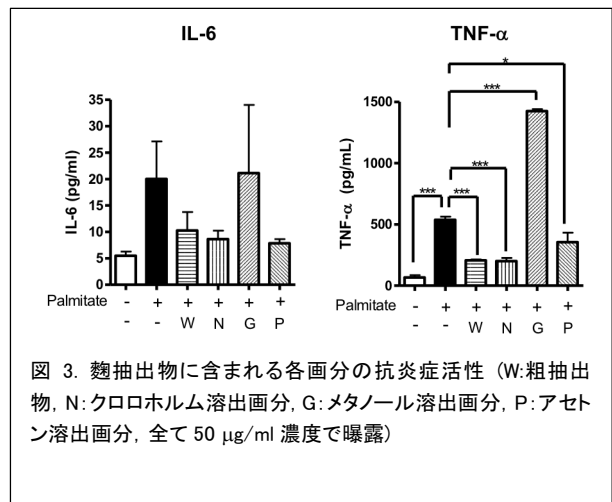 IL-6
TNF-α
IL-6 (pg/ml)
35
30
25
20
15
10
5
0
Palmitate - + + + + +
- - W N G P
TNF-α (pg/mL)
1500
1000
500
0
***
***
***
***
*
Palmitate - + + + + +
- - W N G P
図 3. 麹抽出物に含まれる各画分の抗炎症活性 (W:粗抽出
物, N:クロロホルム溶出画分, G:メタノール溶出画分, P:アセト
ン溶出画分, 全て 50 μg/ml 濃度で曝露)